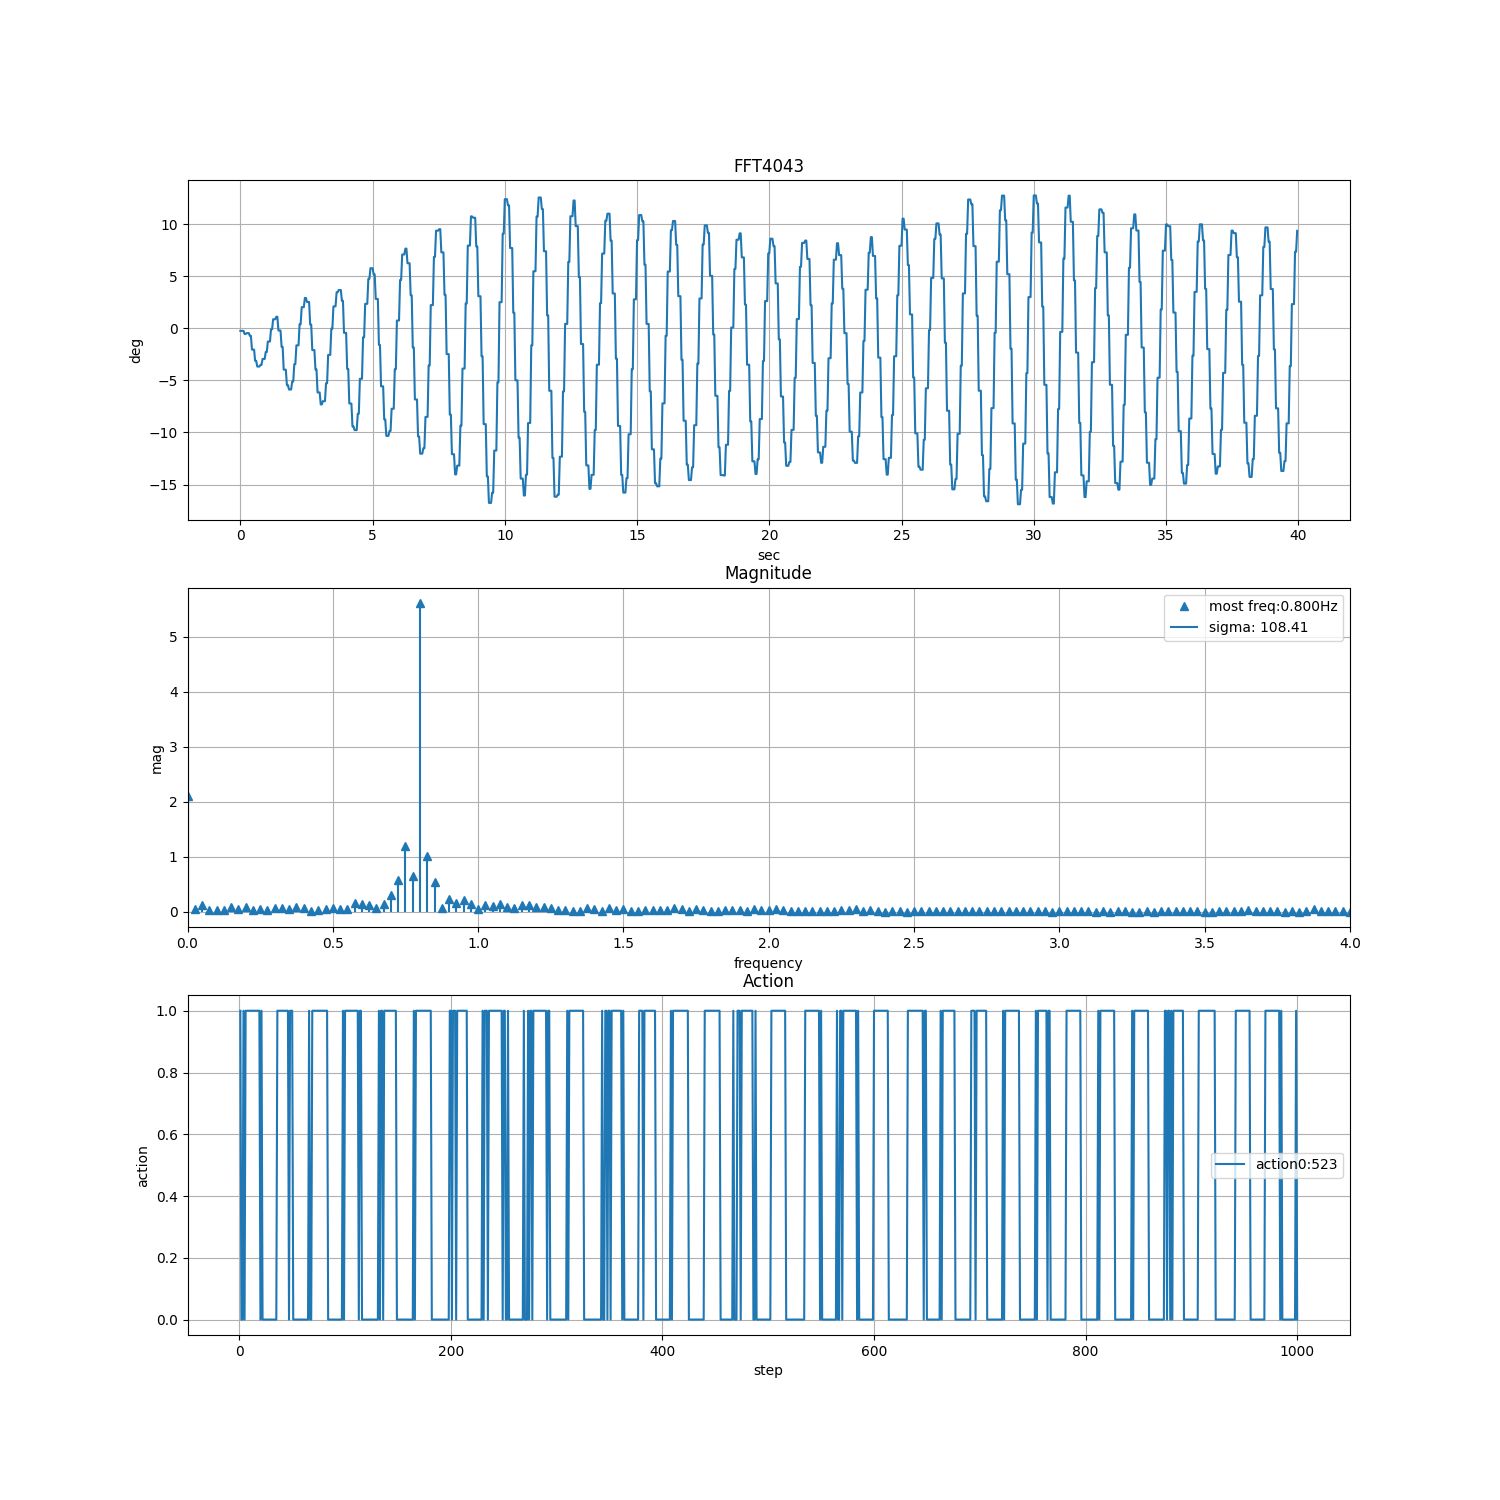 FFT4043
10
5
0
−5
−10
−15
deg
0 5 10 15 20 25 30 35 40
sec
Magnitude
most freq:0.800Hz
sigma: 108.41
5
4
3
2
1
0
mag
0.0 0.5 1.0 1.5 2.0 2.5 3.0 3.5 4.0
frequency
Action
1.0
0.8
0.6
0.4
0.2
0.0
action
action0:523
0 200 400 600 800 1000
step